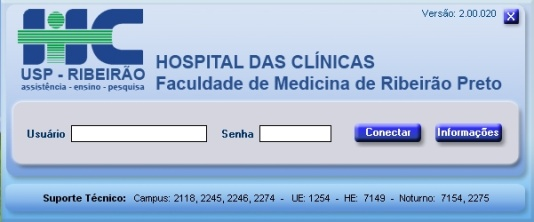 Versão: 2.00.020
X
HC
USP - RIBEIRÃO
assistência - ensino - pesquisa
HOSPITAL DAS CLÍNICAS
Faculdade de Medicina de Ribeirão Preto
Usuário Senha Conectar Informações
Suporte Técnico: Campus: 2118, 2245, 2246, 2274 - UE: 1254 - HE: 7149 - Noturno: 7154, 2275